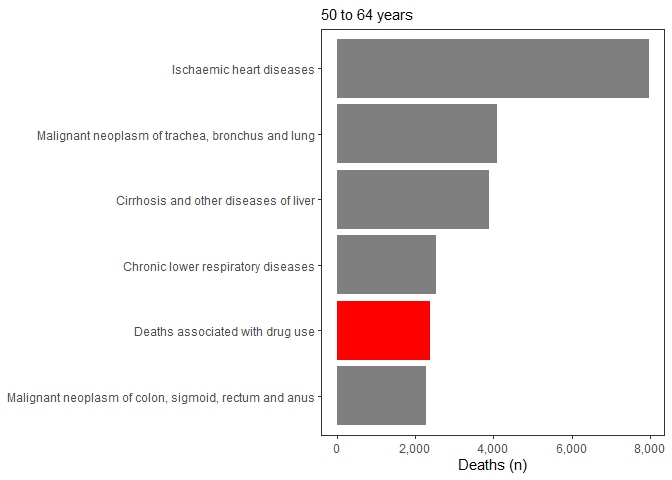 50 to 64 years
Ischaemic heart diseases
Malignant neoplasm of trachea, bronchus and lung
Cirrhosis and other diseases of liver
Chronic lower respiratory diseases
Deaths associated with drug use
Malignant neoplasm of colon, sigmoid, rectum and anus
0 2,000 4,000 6,000 8,000
Deaths (n)